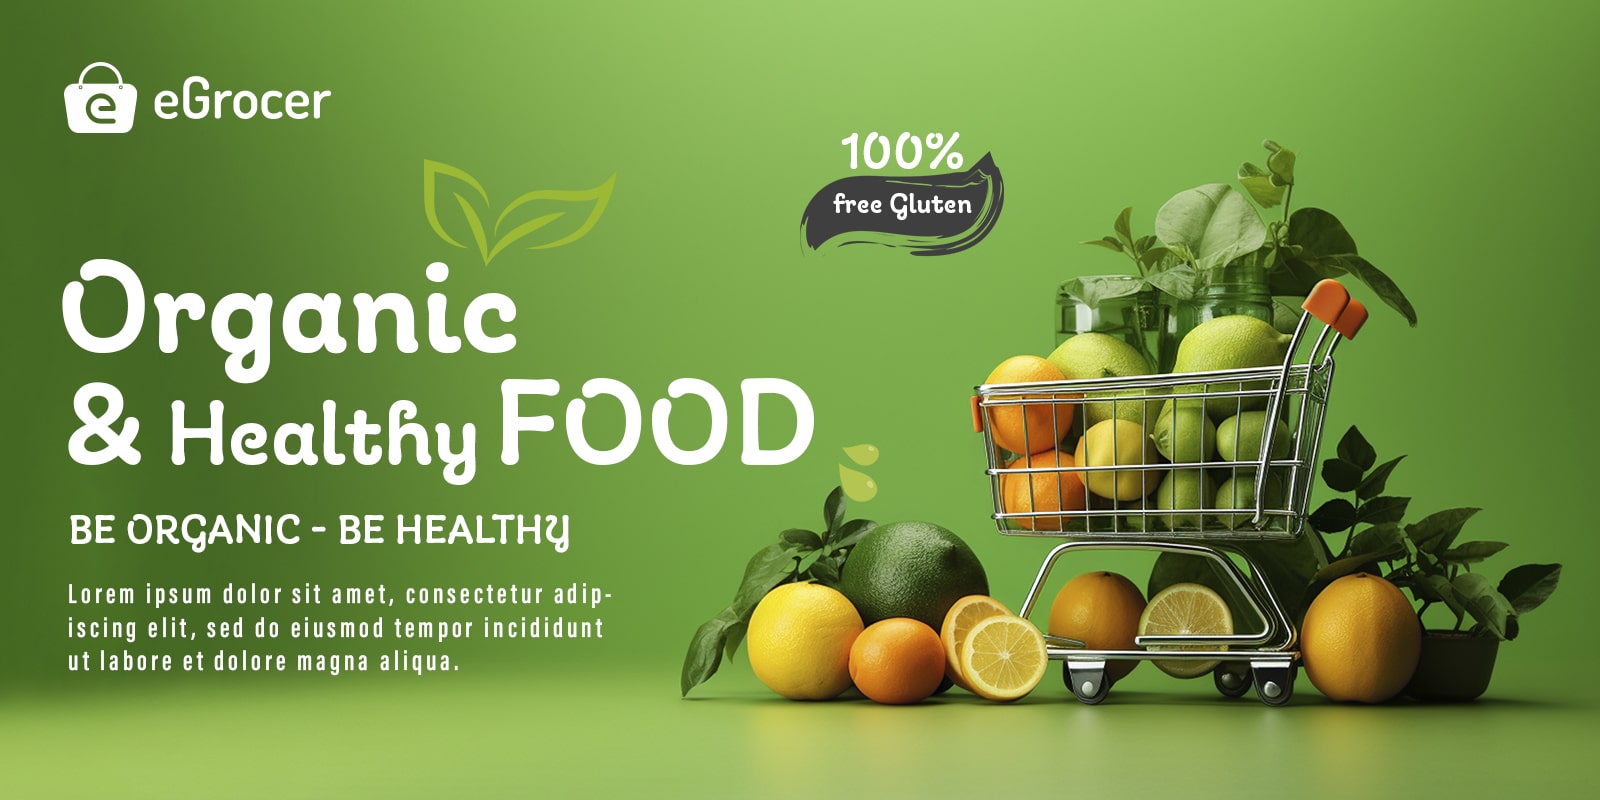 eGrocer
100%
free Gluten
Organic
& Healthy FOOD
BE ORGANIC - BE HEALTHY
Lorem ipsum dolor sit amet, consectetur adip-
iscing elit, sed do eiusmod tempor incididunt
ut labore et dolore magna aliqua.